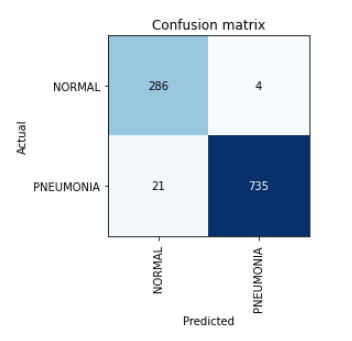 Confusion matrix
Actual
NORMAL
286
4
PNEUMONIA
21
735
NORMAL
PNEUMONIA
Predicted